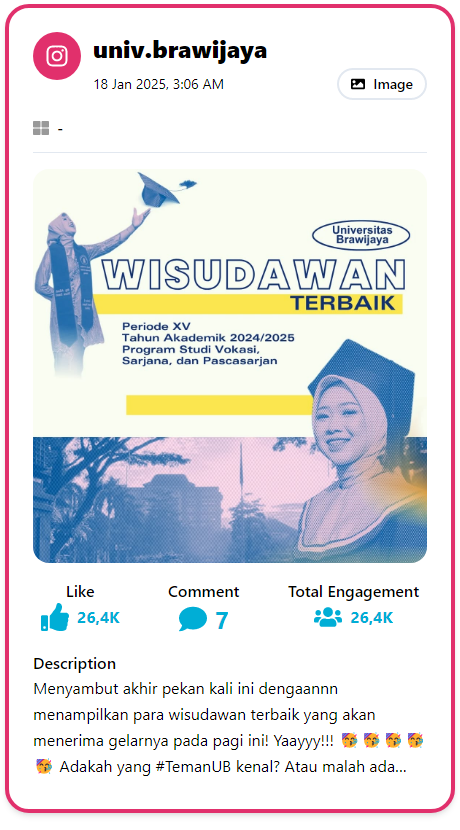 univ.brawijaya
18 Jan 2025, 3:06 AM
Image
-
Universitas
Brawijaya
WISUDAWAN
TERBAIK
Periode XV
Tahun Akademik 2024/2025
Program Studi Vokasi,
Sarjana, dan Pascasarjan
Like
Comment
Total Engagement
26,4K
7
26,4K
Description
Menyambut akhir pekan kali ini dengaannn
menampilkan para wisudawan terbaik yang akan
menerima gelarnya pada pagi ini! Yaayyy!!! 🥳 🥳 🥳 🥳
🥳 Adakah yang #TemanUB kenal? Atau malah ada...